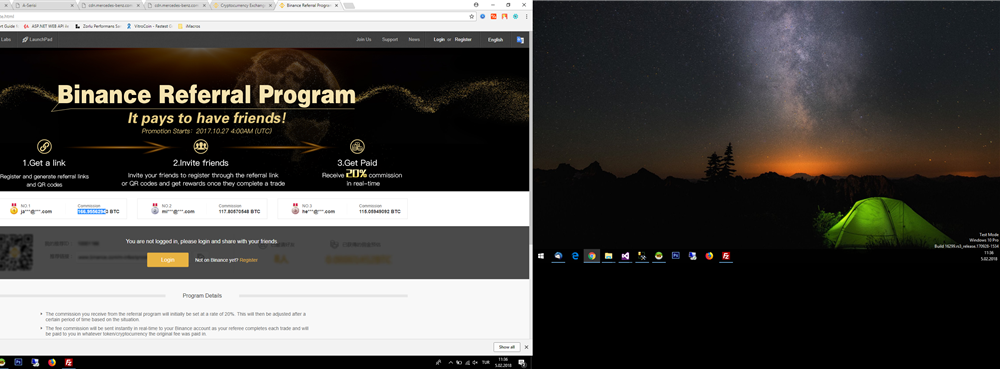 A-Serisi
cdn.mercedes-benz.com
cdn.mercedes-benz.com
Cryptocurrency Exchang
Binance Referral Program
ASP.NET WEB API
Zorlu Performans San
VitroCom - Fastest
iMacros
Labs
LaunchPad
Join Us
Support
News
Login or Register
English
Binance Referral Program
It pays to have friends!
Promotion Starts: 2017.10.27 4:00AM (UTC)
1.Get a link
Register and generate referral links
and QR codes
2.Invite friends
Invite your friends to register through the referral link
or QR codes and get rewards once they complete a trade
3.Get Paid
Receive 20% commission
in real-time
NO.1
ja***@***.com
Commission
BTC
NO.2
mi***@***.com
Commission
117.80670546 BTC
NO.3
he***@***.com
Commission
115.05949092 BTC
You are not logged in, please login and share with your friends
Login
Not on Binance yet? Register
Program Details
The commission you receive from the referral program will initially be set at a rate of 20%. This will then be adjusted after a
certain period of time based on the situation.
The fee commission will be sent instantly in real-time to your Binance account as your referee completes each trade and will
be paid to you in whatever token/cryptocurrency the original fee was paid in.
Show all
TUR
11:36
5.02.2018
Test Mode
Windows 10 Pro
Build 16299.rs3_release.170928-1534
11:36
5.02.2018